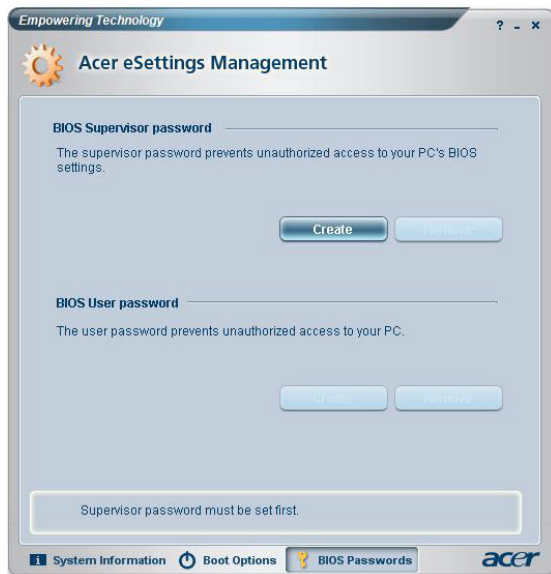 Empowering Technology
? - ×
Acer eSettings Management
BIOS Supervisor password
The supervisor password prevents unauthorized access to your PC's BIOS
settings.
Create Remove
BIOS User password
The user password prevents unauthorized access to your PC.
Create Remove
Supervisor password must be set first.
System Information Boot Options BIOS Passwords acer